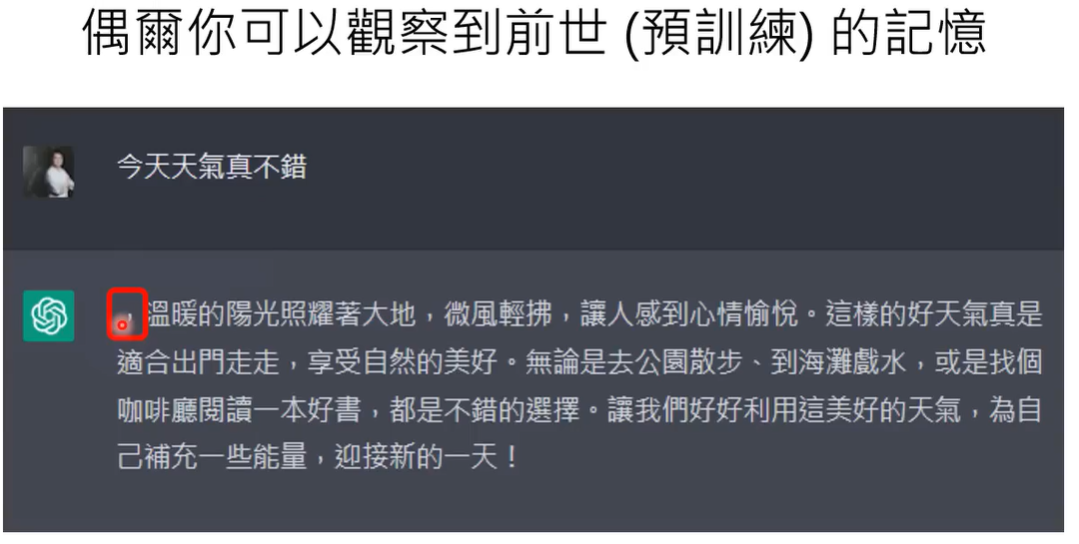 偶爾你可以觀察到前世 (預訓練) 的記憶
今天天氣真不錯
，溫暖的陽光照耀著大地，微風輕拂，讓人感到心情愉悅。這樣的好天氣真是
適合出門走走，享受自然的美好。無論是去公園散步、到海灘戲水，或是找個
咖啡廳閱讀一本好書，都是不錯的選擇。讓我們好好利用這美好的天氣，為自
己補充一些能量，迎接新的一天！